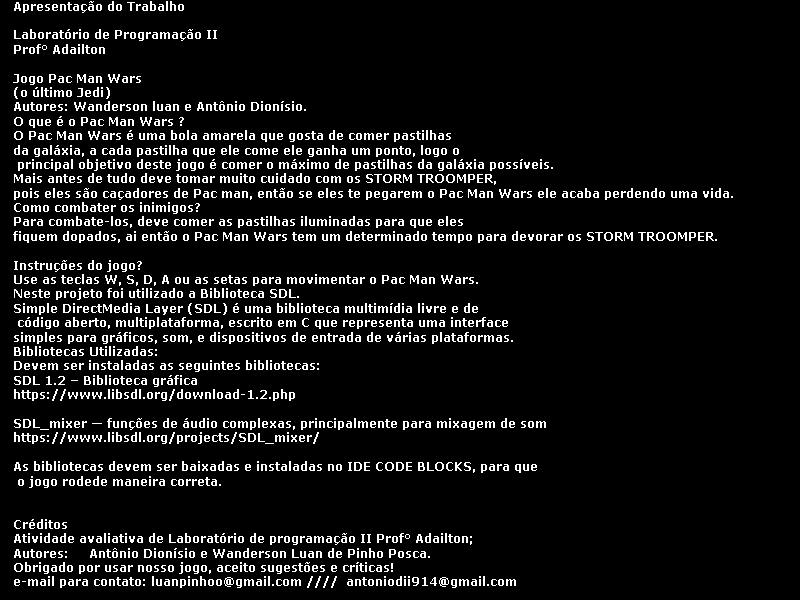 Apresentação do Trabalho
Laboratório de Programação II
Prof° Adailton
Jogo Pac Man Wars
(o último Jedi)
Autores: Wanderson luan e Antônio Dionísio.
O que é o Pac Man Wars ?
O Pac Man Wars é uma bola amarela que gosta de comer pastilhas
da galáxia, a cada pastilha que ele come ele ganha um ponto, logo o
principal objetivo deste jogo é comer o máximo de pastilhas da galáxia possíveis.
Mais antes de tudo deve tomar muito cuidado com os STORM TROOMPER,
pois eles são caçadores de Pac man, então se eles te pegarem o Pac Man Wars ele acaba perdendo uma vida.
Como combater os inimigos?
Para combate-los, deve comer as pastilhas iluminadas para que eles
fiquem dopados, ai então o Pac Man Wars tem um determinado tempo para devorar os STORM TROOMPER.
Instruções do jogo?
Use as teclas W, S, D, A ou as setas para movimentar o Pac Man Wars.
Neste projeto foi utilizado a Biblioteca SDL.
Simple DirectMedia Layer (SDL) é uma biblioteca multimídia livre e de
código aberto, multiplataforma, escrito em C que representa uma interface
simples para gráficos, som, e dispositivos de entrada de várias plataformas.
Bibliotecas Utilizadas:
Devem ser instaladas as seguintes bibliotecas:
SDL 1.2 – Biblioteca gráfica
https://www.libsdl.org/download-1.2.php
SDL_mixer — funções de áudio complexas, principalmente para mixagem de som
https://www.libsdl.org/projects/SDL_mixer/
As bibliotecas devem ser baixadas e instaladas no IDE CODE BLOCKS, para que
o jogo rodede maneira correta.
Créditos
Atividade avaliativa de Laboratório de programação II Prof° Adailton;
Autores: Antônio Dionísio e Wanderson Luan de Pinho Posca.
Obrigado por usar nosso jogo, aceito sugestões e críticas!
e-mail para contato: luanpinhoo@gmail.com //// antoniodii914@gmail.com